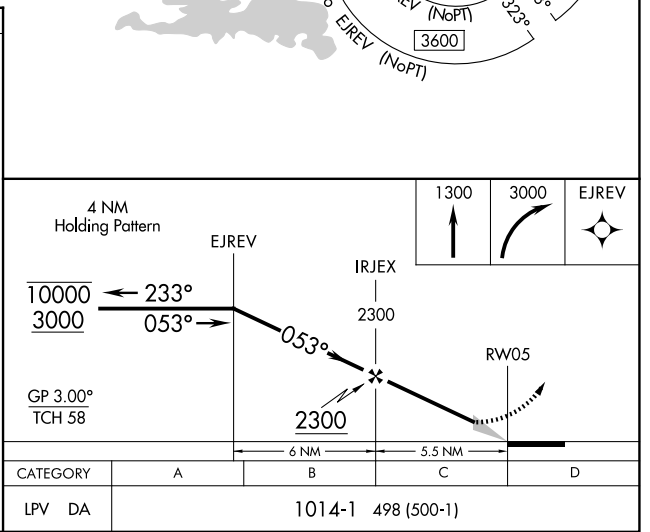 EJREV (NoPT)
(NoPT)
323°
3600
1300
3000
EJREV
4 NM
Holding Pattern
EJREV
IRJEX
2300
10000
3000
233°
053°
053°
RW05
GP 3.00°
TCH 58
2300
6 NM
5.5 NM
CATEGORY A B C D
LPV DA 1014-1 498 (500-1)